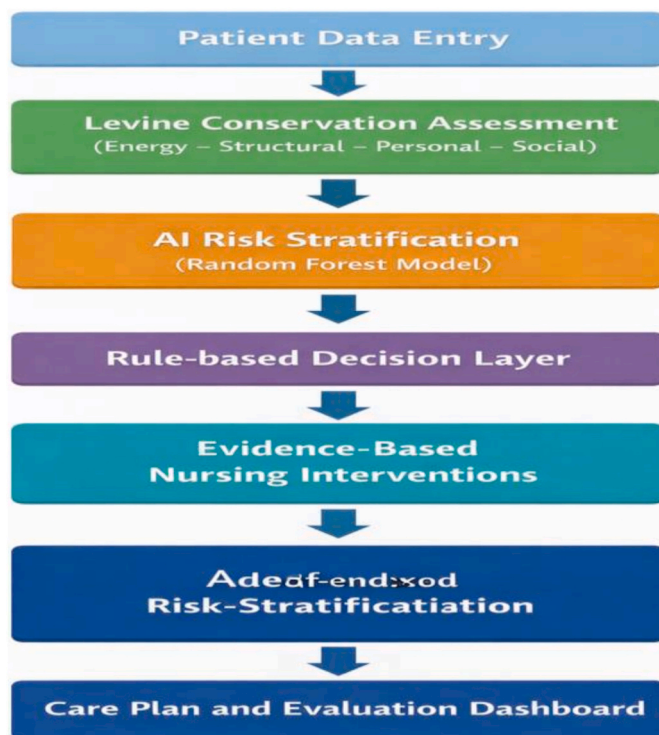 Patient Data Entry
Levine Conservation Assessment
(Energy – Structural – Personal – Social)
AI Risk Stratification
(Random Forest Model)
Rule-based Decision Layer
Evidence-Based
Nursing Interventions
Risk-Stratificatiation
Care Plan and Evaluation Dashboard